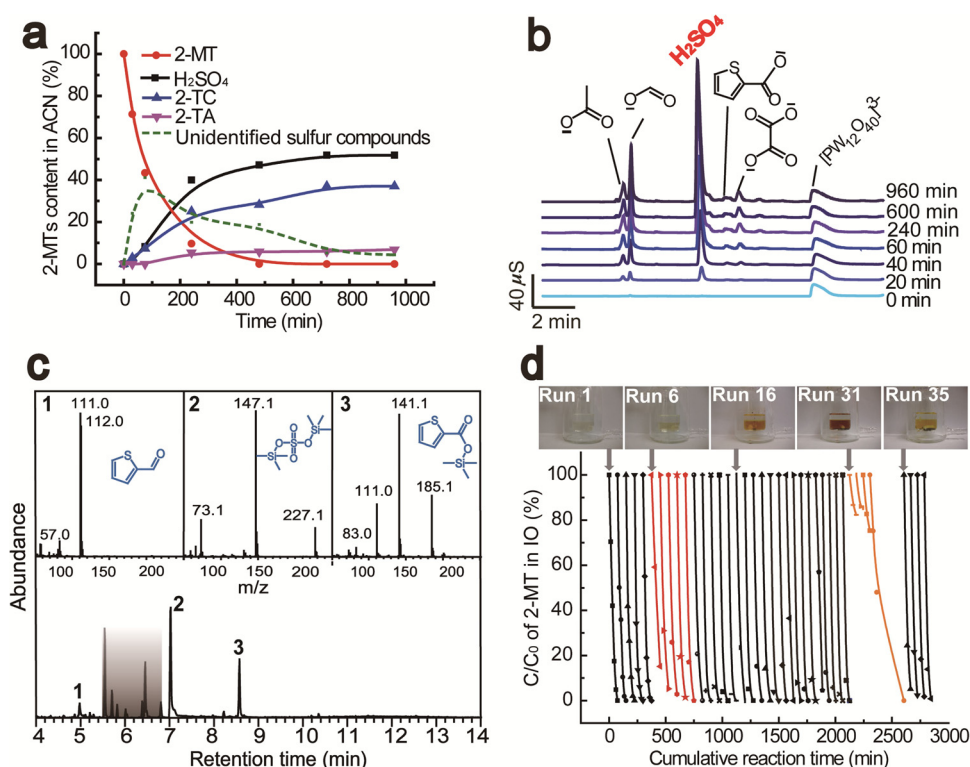 a
2-MTs content in ACN (%)
100
80
60
40
20
0
2-MT
H₂SO₄
2-TC
2-TA
Unidentified sulfur compounds
0 200 400 600 800 1000
Time (min)
b
H₂SO₄
O
O
O
O
S
O
O
O
O
O
O
[PW₁₂O₄₀]³⁻
960 min
600 min
240 min
60 min
40 min
20 min
0 min
40 μS
2 min
c
Abundance
1
111.0
112.0
57.0
S
O
100 150 200
2
147.1
73.1
227.1
Si
O
O
S
O
O
Si
100 150 200
m/z
3
141.1
111.0
83.0
185.1
S
O
O
Si
100 150 200
1
2
3
4 5 6 7 8 9 10 11 12 13 14
Retention time (min)
d
Run 1 Run 6 Run 16 Run 31 Run 35
C/C₀ of 2-MT in IO (%)
100
80
60
40
20
0
0 500 1000 1500 2000 2500 3000
Cumulative reaction time (min)